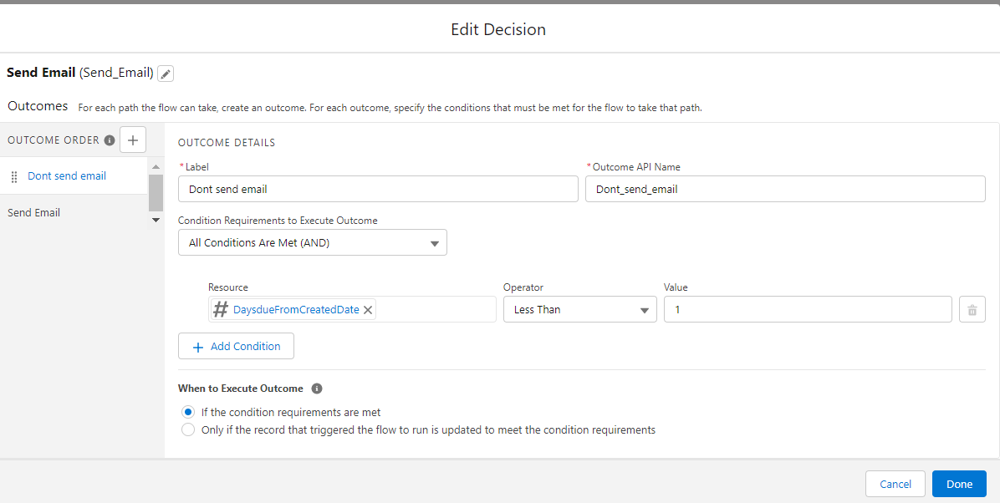 Edit Decision
Send Email (Send_Email)
Outcomes For each path the flow can take, create an outcome. For each outcome, specify the conditions that must be met for the flow to take that path.
OUTCOME ORDER
Dont send email
Send Email
OUTCOME DETAILS
*Label *Outcome API Name
Dont send email Dont_send_email
Condition Requirements to Execute Outcome
All Conditions Are Met (AND)
Resource Operator Value
# DaysdueFromCreatedDate Less Than 1
+ Add Condition
When to Execute Outcome
If the condition requirements are met
Only if the record that triggered the flow to run is updated to meet the condition requirements
Cancel Done